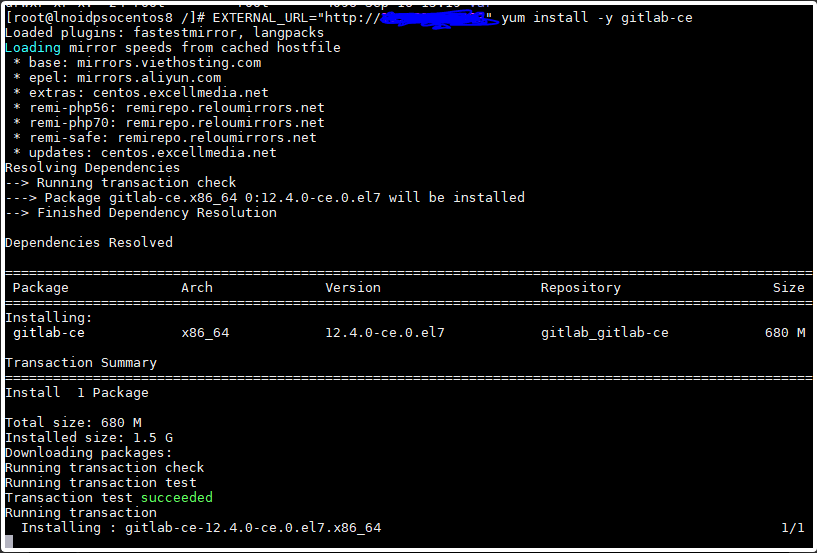 [root@lnoidpsocentos8 /]# EXTERNAL_URL="http:// " yum install -y gitlab-ce
Loaded plugins: fastestmirror, langpacks
Loading mirror speeds from cached hostfile
 * base: mirrors.viethosting.com
 * epel: mirrors.aliyun.com
 * extras: centos.excellmedia.net
 * remi-php56: remirepo.reloumirrors.net
 * remi-php70: remirepo.reloumirrors.net
 * remi-safe: remirepo.reloumirrors.net
 * updates: centos.excellmedia.net
Resolving Dependencies
--> Running transaction check
---> Package gitlab-ce.x86_64 0:12.4.0-ce.0.el7 will be installed
--> Finished Dependency Resolution

Dependencies Resolved

================================================================================
 Package Arch Version Repository Size
================================================================================
Installing:
 gitlab-ce x86_64 12.4.0-ce.0.el7 gitlab_gitlab-ce 680 M

Transaction Summary
================================================================================
Install  1 Package

Total size: 680 M
Installed size: 1.5 G
Downloading packages:
Running transaction check
Running transaction test
Transaction test succeeded
Running transaction
  Installing : gitlab-ce-12.4.0-ce.0.el7.x86_64 1/1